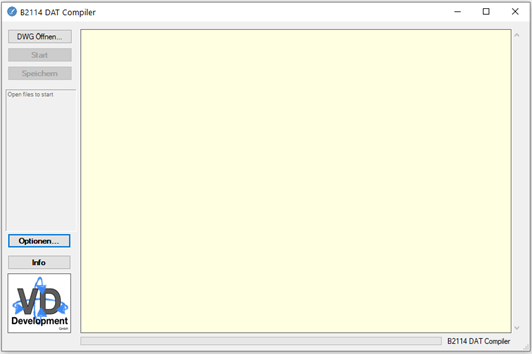 B2114 DAT Compiler
DWG Öffnen...
Start
Speichern
Open files to start
Optionen...
Info
VD
Development
GmbH
B2114 DAT Compiler